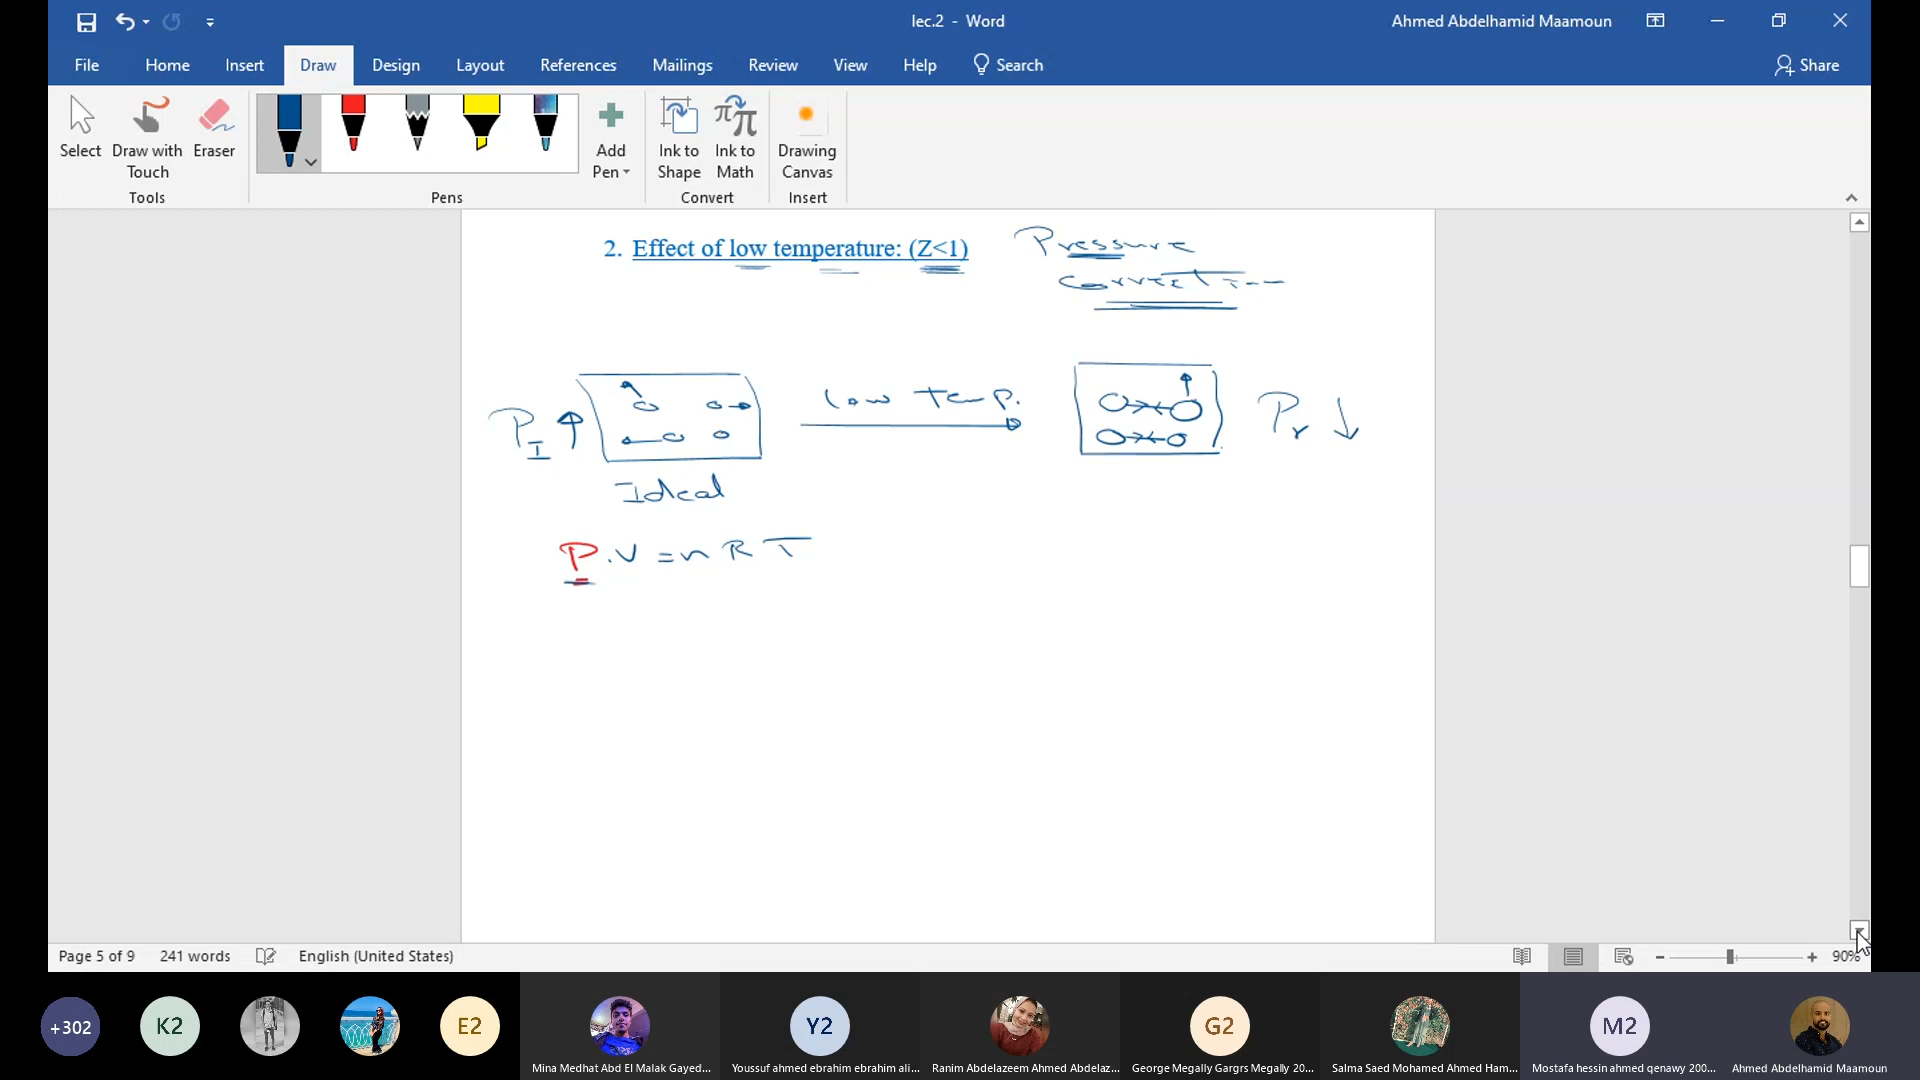 lec.2 - Word
Ahmed Abdelhamid Maamoun
File Home Insert Draw Design Layout References Mailings Review View Help Search Share
Select
Draw with Touch
Eraser
Add Pen
Ink to Shape
Ink to Math
Drawing Canvas
Tools Pens Convert Insert
2. Effect of low temperature: (Z<1)
Pressure
Correction
P_I ↑
low Temp.
P_r ↓
Ideal
P.V = n R T
Page 5 of 9 241 words English (United States) 90%
+302 K2 E2 Y2 G2 M2
Mina Medhat Abd El Malak Gayed...
Youssuf ahmed ebrahim ebrahim ali...
Ranim Abdelazeem Ahmed Abdelaz...
George Megally Gargrs Megally 20...
Salma Saed Mohamed Ahmed Ham...
Mostafa hessin ahmed qenawy 200...
Ahmed Abdelhamid Maamoun